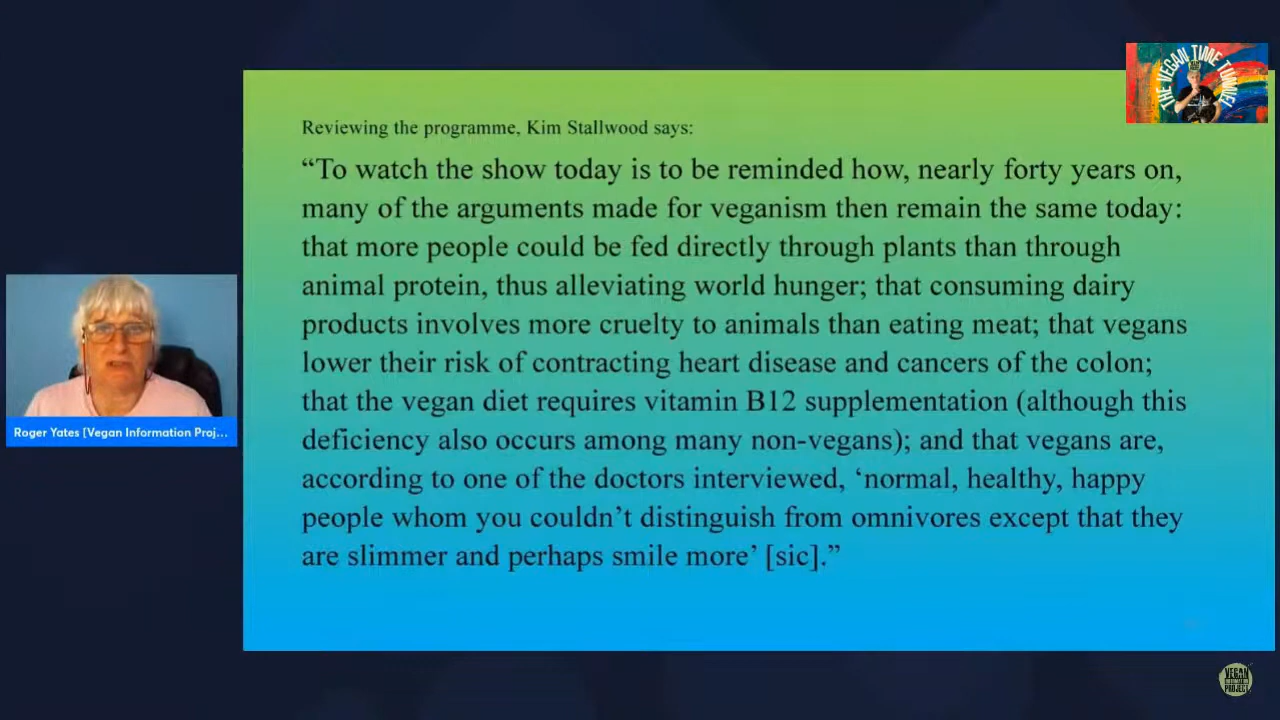 THE VEGAN TIME TUNNEL
Reviewing the programme, Kim Stallwood says:
“To watch the show today is to be reminded how, nearly forty years on,
many of the arguments made for veganism then remain the same today:
that more people could be fed directly through plants than through
animal protein, thus alleviating world hunger; that consuming dairy
products involves more cruelty to animals than eating meat; that vegans
lower their risk of contracting heart disease and cancers of the colon;
that the vegan diet requires vitamin B12 supplementation (although this
deficiency also occurs among many non-vegans); and that vegans are,
according to one of the doctors interviewed, ‘normal, healthy, happy
people whom you couldn’t distinguish from omnivores except that they
are slimmer and perhaps smile more’ [sic].”
Roger Yates [Vegan Information Proj...
VEGAN
INFORMATION
PROJECT